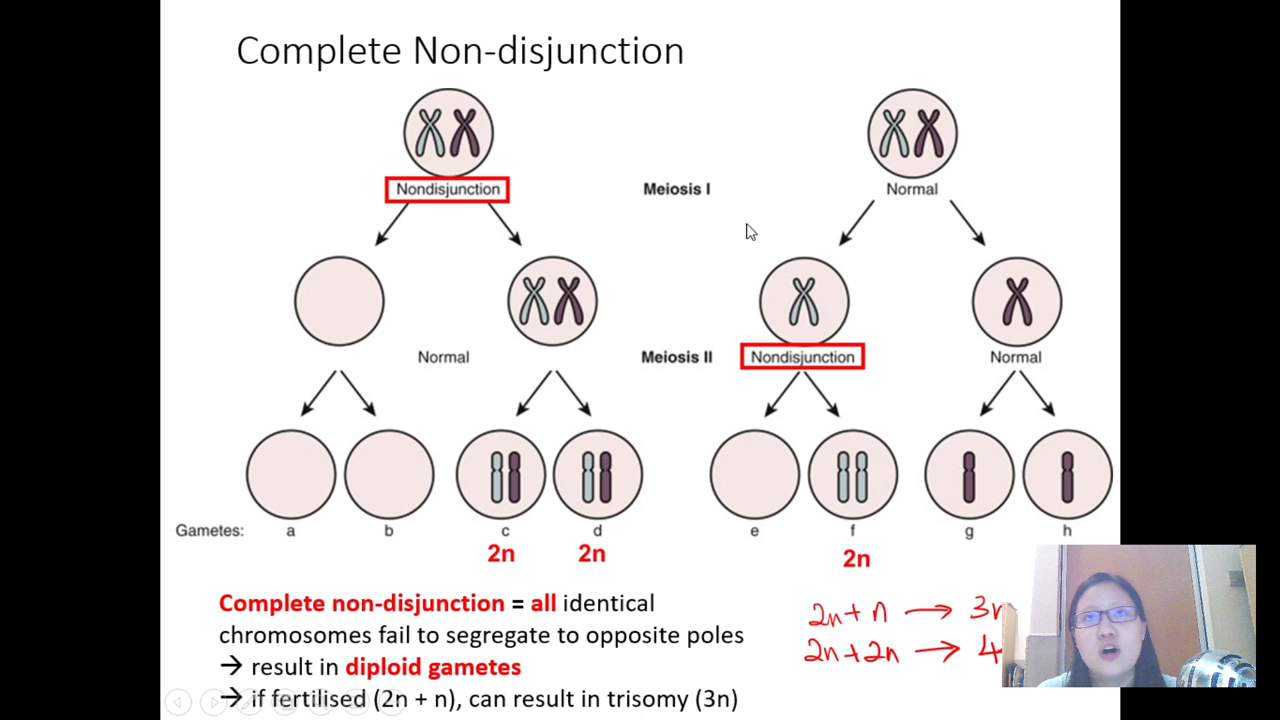 Complete Non-disjunction
Nondisjunction
Meiosis I
Normal
Normal
Meiosis II
Nondisjunction
Normal
Gametes: a b c d e f g h
2n 2n 2n
Complete non-disjunction = all identical
chromosomes fail to segregate to opposite poles
→ result in diploid gametes
→ if fertilised (2n + n), can result in trisomy (3n)
2n + n → 3n
2n + 2n → 4